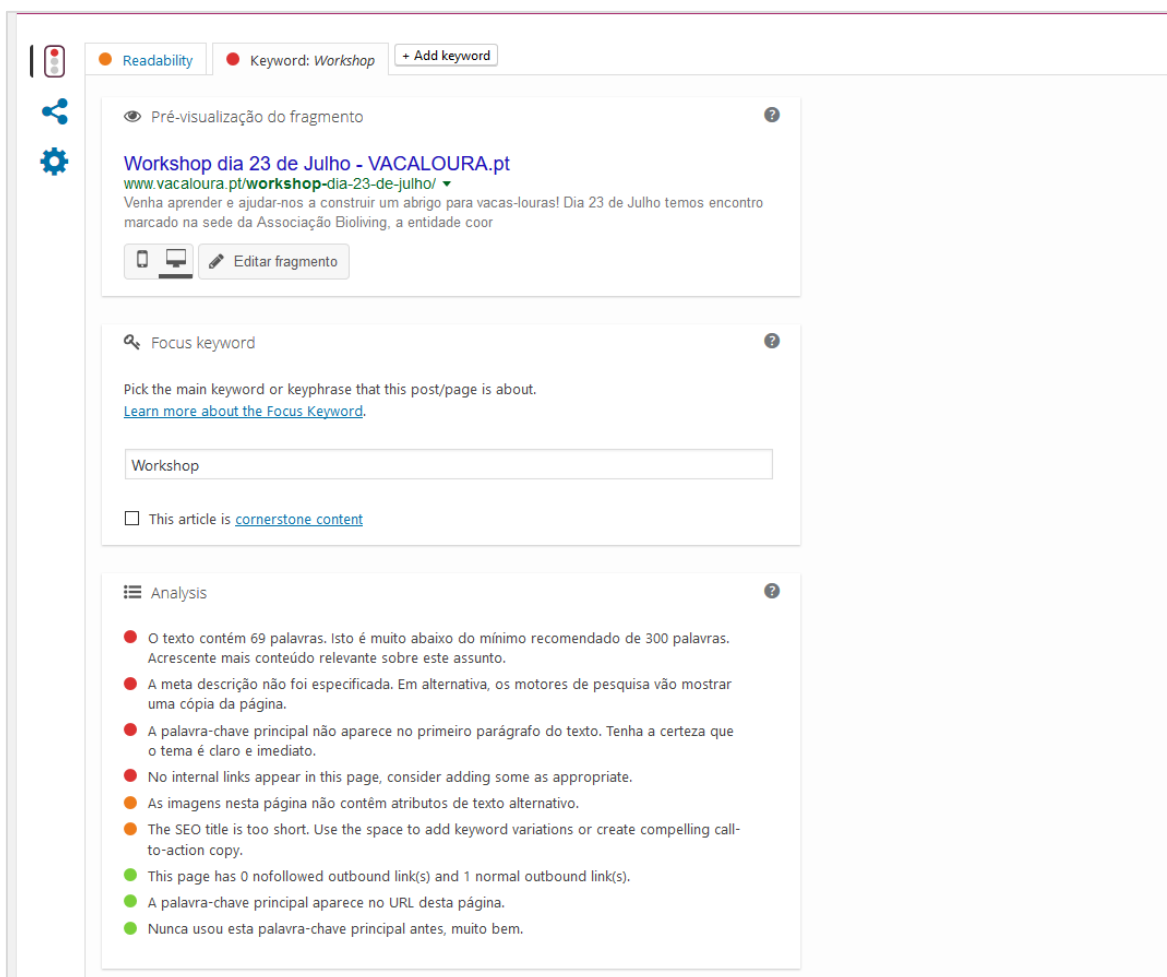 Readability
Keyword: Workshop
+ Add keyword
Pré-visualização do fragmento
Workshop dia 23 de Julho - VACALOURA.pt
www.vacaloura.pt/workshop-dia-23-de-julho/
Venha aprender e ajudar-nos a construir um abrigo para vacas-louras! Dia 23 de Julho temos encontro
marcado na sede da Associação Bioliving, a entidade coor
Editar fragmento
Focus keyword
Pick the main keyword or keyphrase that this post/page is about.
Learn more about the Focus Keyword.
Workshop
This article is cornerstone content
Analysis
O texto contém 69 palavras. Isto é muito abaixo do mínimo recomendado de 300 palavras.
Acrescente mais conteúdo relevante sobre este assunto.
A meta descrição não foi especificada. Em alternativa, os motores de pesquisa vão mostrar
uma cópia da página.
A palavra-chave principal não aparece no primeiro parágrafo do texto. Tenha a certeza que
o tema é claro e imediato.
No internal links appear in this page, consider adding some as appropriate.
As imagens nesta página não contêm atributos de texto alternativo.
The SEO title is too short. Use the space to add keyword variations or create compelling call-
to-action copy.
This page has 0 nofollowed outbound link(s) and 1 normal outbound link(s).
A palavra-chave principal aparece no URL desta página.
Nunca usou esta palavra-chave principal antes, muito bem.